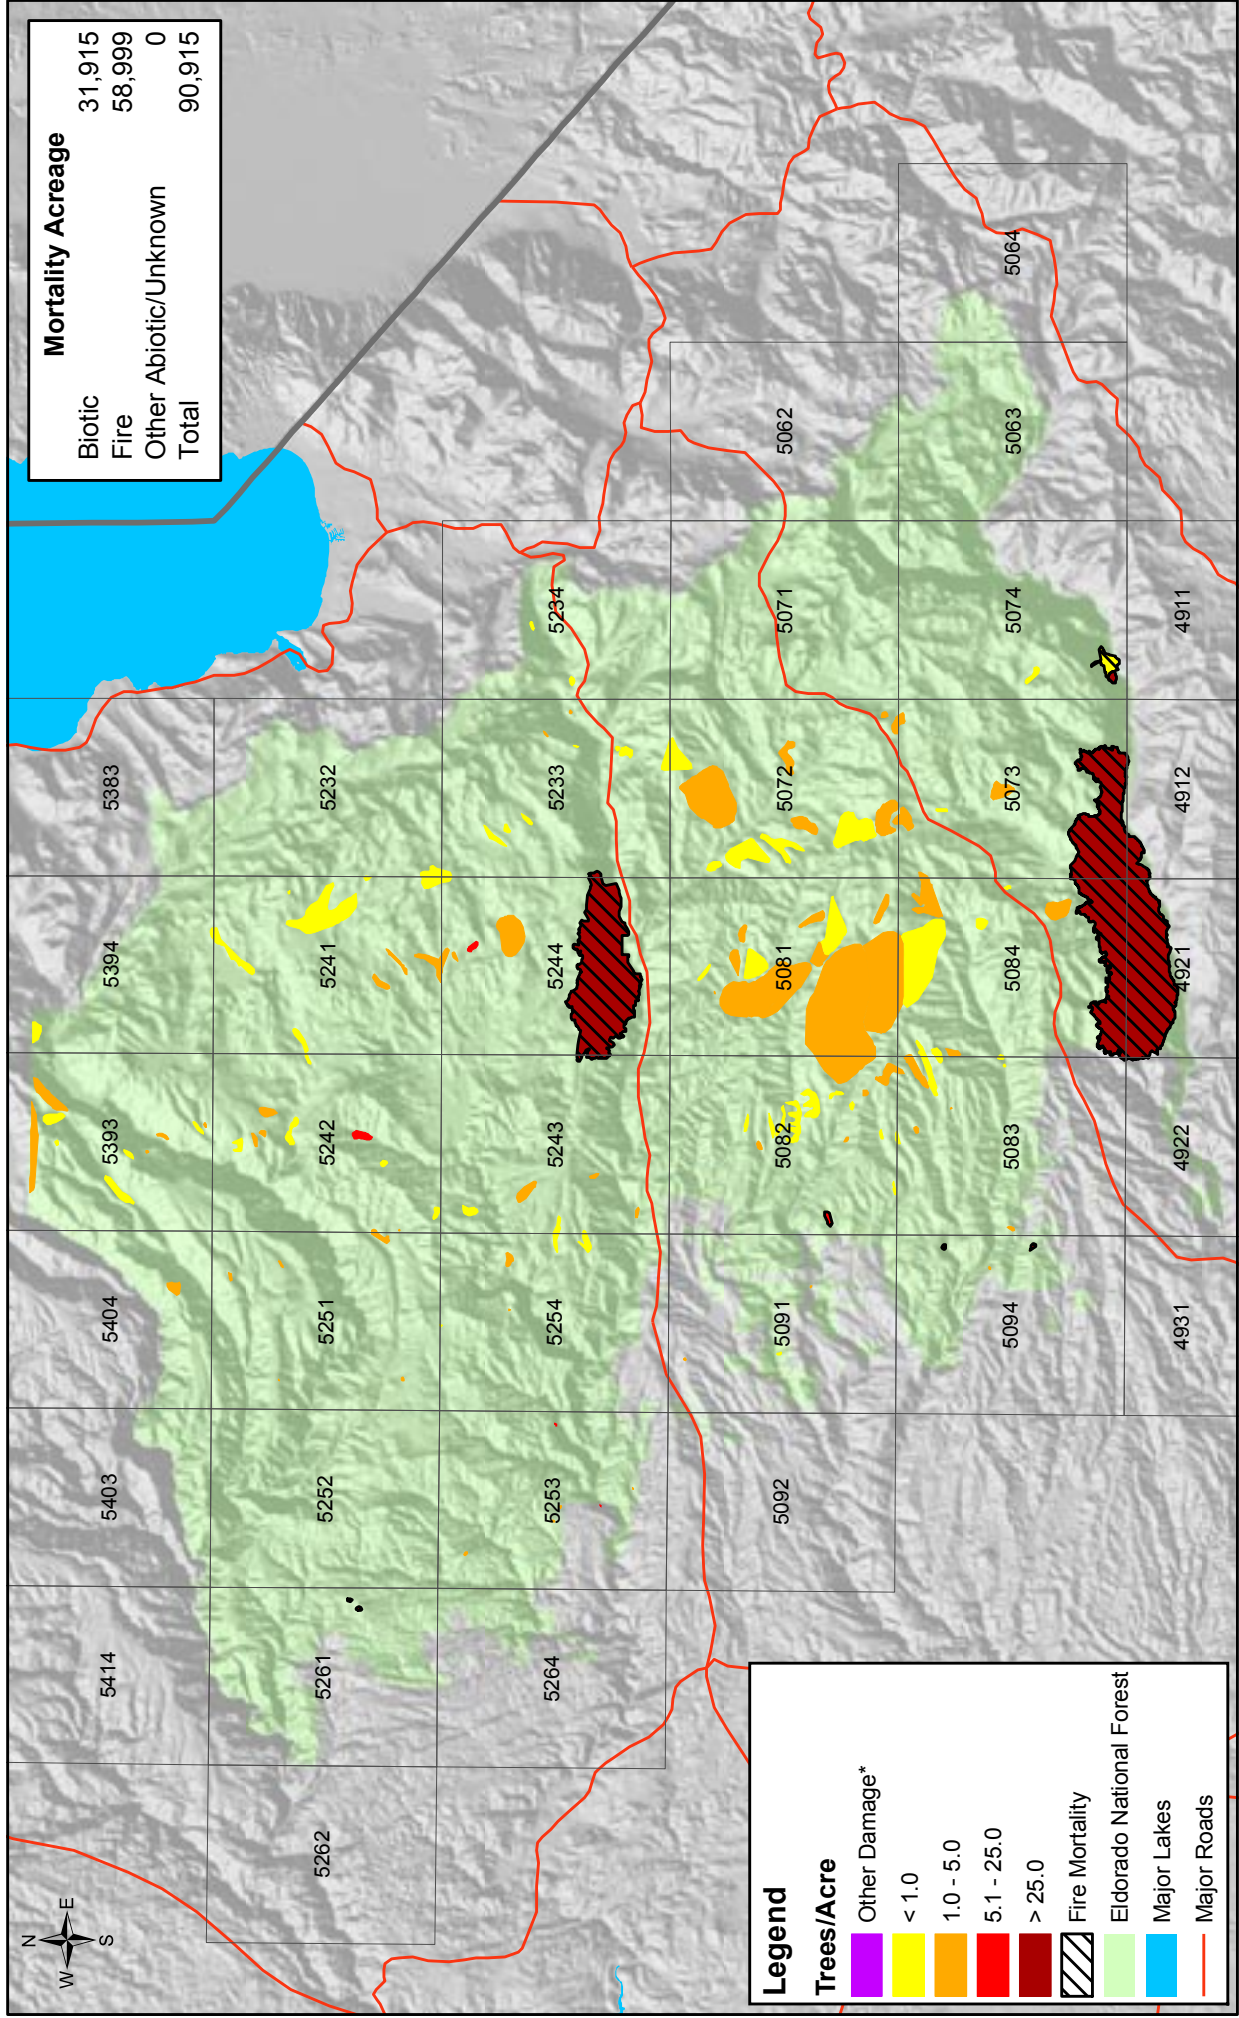 Mortality Acreage
Biotic 31,915
Fire 58,999
Other Abiotic/Unknown 0
Total 90,915
N
W E
S
5414
5403
5404
5393
5394
5383
5262
5261
5252
5251
5242
5241
5232
5264
5253
5254
5243
5244
5233
5234
5092
5091
5082
5081
5072
5071
5062
5094
5083
5084
5073
5074
5063
5064
4931
4922
4921
4912
4911
Legend
Trees/Acre
Other Damage*
< 1.0
1.0 - 5.0
5.1 - 25.0
> 25.0
Fire Mortality
Eldorado National Forest
Major Lakes
Major Roads